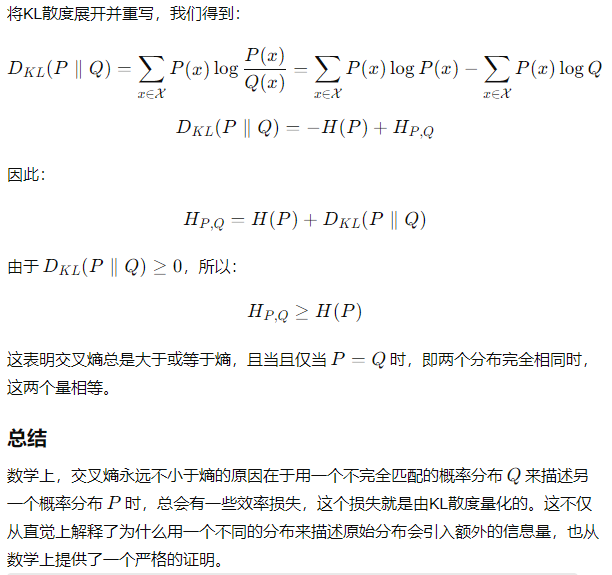 将KL散度展开并重写，我们得到：
$D_{KL}(P \parallel Q) = \sum_{x \in \mathcal{X}} P(x) \log \frac{P(x)}{Q(x)} = \sum_{x \in \mathcal{X}} P(x) \log P(x) - \sum_{x \in \mathcal{X}} P(x) \log Q$
$D_{KL}(P \parallel Q) = -H(P) + H_{P,Q}$
因此：
$H_{P,Q} = H(P) + D_{KL}(P \parallel Q)$
由于 $D_{KL}(P \parallel Q) \geq 0$，所以：
$H_{P,Q} \geq H(P)$
这表明交叉熵总是大于或等于熵，且当且仅当 $P = Q$ 时，即两个分布完全相同时，
这两个量相等。
总结
数学上，交叉熵永远不小于熵的原因在于用一个不完全匹配的概率分布 $Q$ 来描述另
一个概率分布 $P$ 时，总会有一些效率损失，这个损失就是由KL散度量化的。这不仅
从直觉上解释了为什么用一个不同的分布来描述原始分布会引入额外的信息量，也从
数学上提供了一个严格的证明。